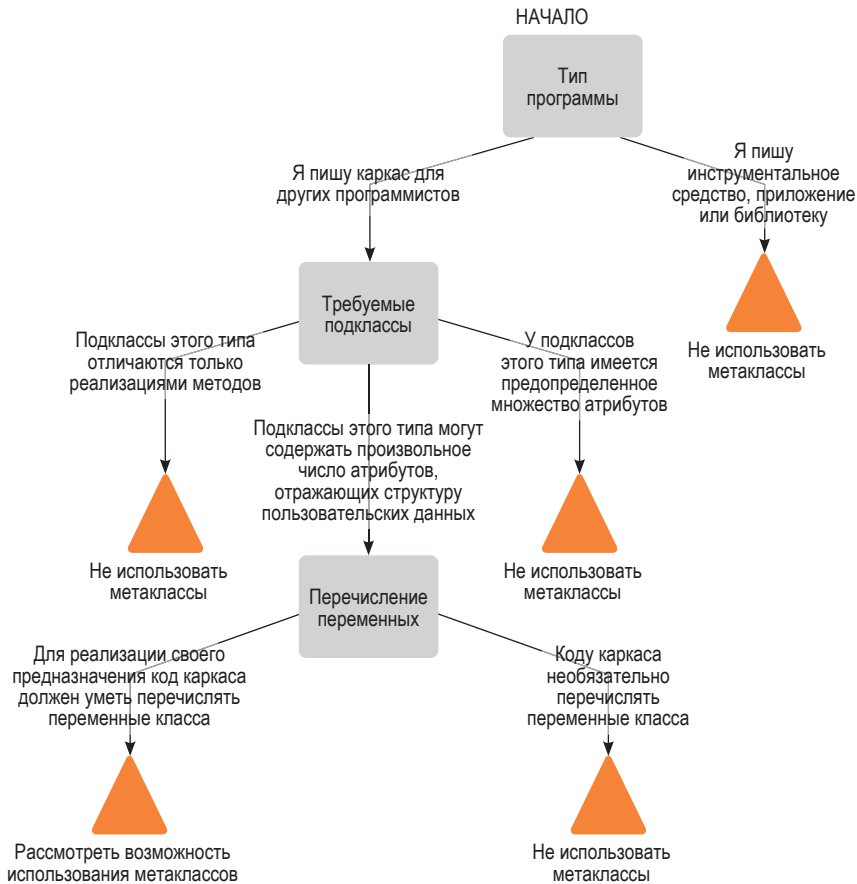 НАЧАЛО
Тип
программы
Я пишу каркас для
других программистов
Я пишу
инструментальное
средство, приложение
или библиотеку
Требуемые
подклассы
Не использовать
метаклассы
Подклассы этого типа
отличаются только
реализациями методов
У подклассов
этого типа имеется
предопределенное
множество атрибутов
Подклассы этого типа могут
содержать произвольное
число атрибутов,
отражающих структуру
пользовательских данных
Не использовать
метаклассы
Не использовать
метаклассы
Перечисление
переменных
Для реализации своего
предназначения код каркаса
должен уметь перечислять
переменные класса
Коду каркаса
необязательно
перечислять
переменные класса
Рассмотреть возможность
использования метаклассов
Не использовать
метаклассы